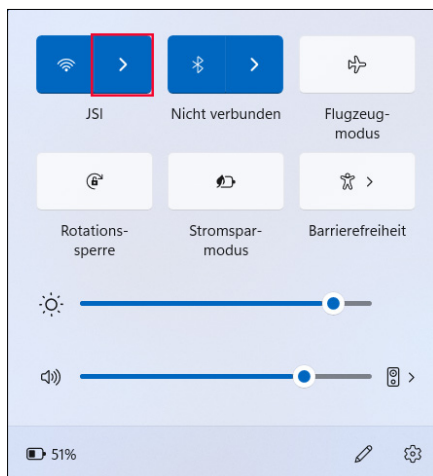 JSI
Nicht verbunden
Flugzeug-
modus
Rotations-
sperre
Stromspar-
modus
Barrierefreiheit
51%